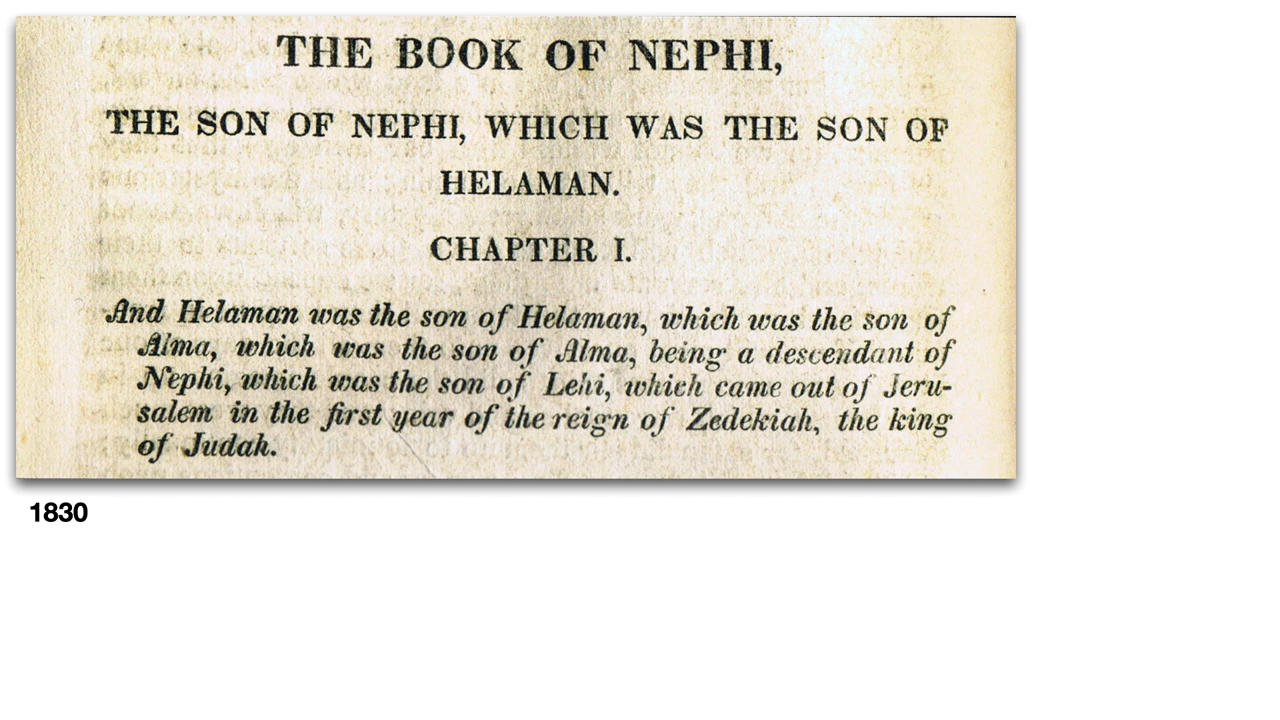 THE BOOK OF NEPHI,
THE SON OF NEPHI, WHICH WAS THE SON OF
HELAMAN.
CHAPTER I.
And Helaman was the son of Helaman, which was the son of
Alma, which was the son of Alma, being a descendant of
Nephi, which was the son of Lehi, which came out of Jeru-
salem in the first year of the reign of Zedekiah, the king
of Judah.
1830